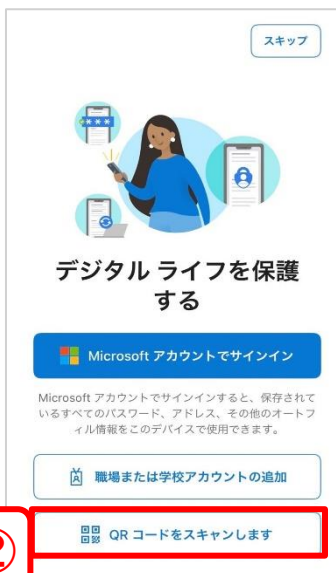 スキップ
***
デジタル ライフを保護
する
Microsoft アカウントでサインイン
Microsoft アカウントでサインインすると、保存されて
いるすべてのパスワード、アドレス、その他のオートフ
ィル情報をこのデバイスで使用できます。
職場または学校アカウントの追加
②
QR コードをスキャンします